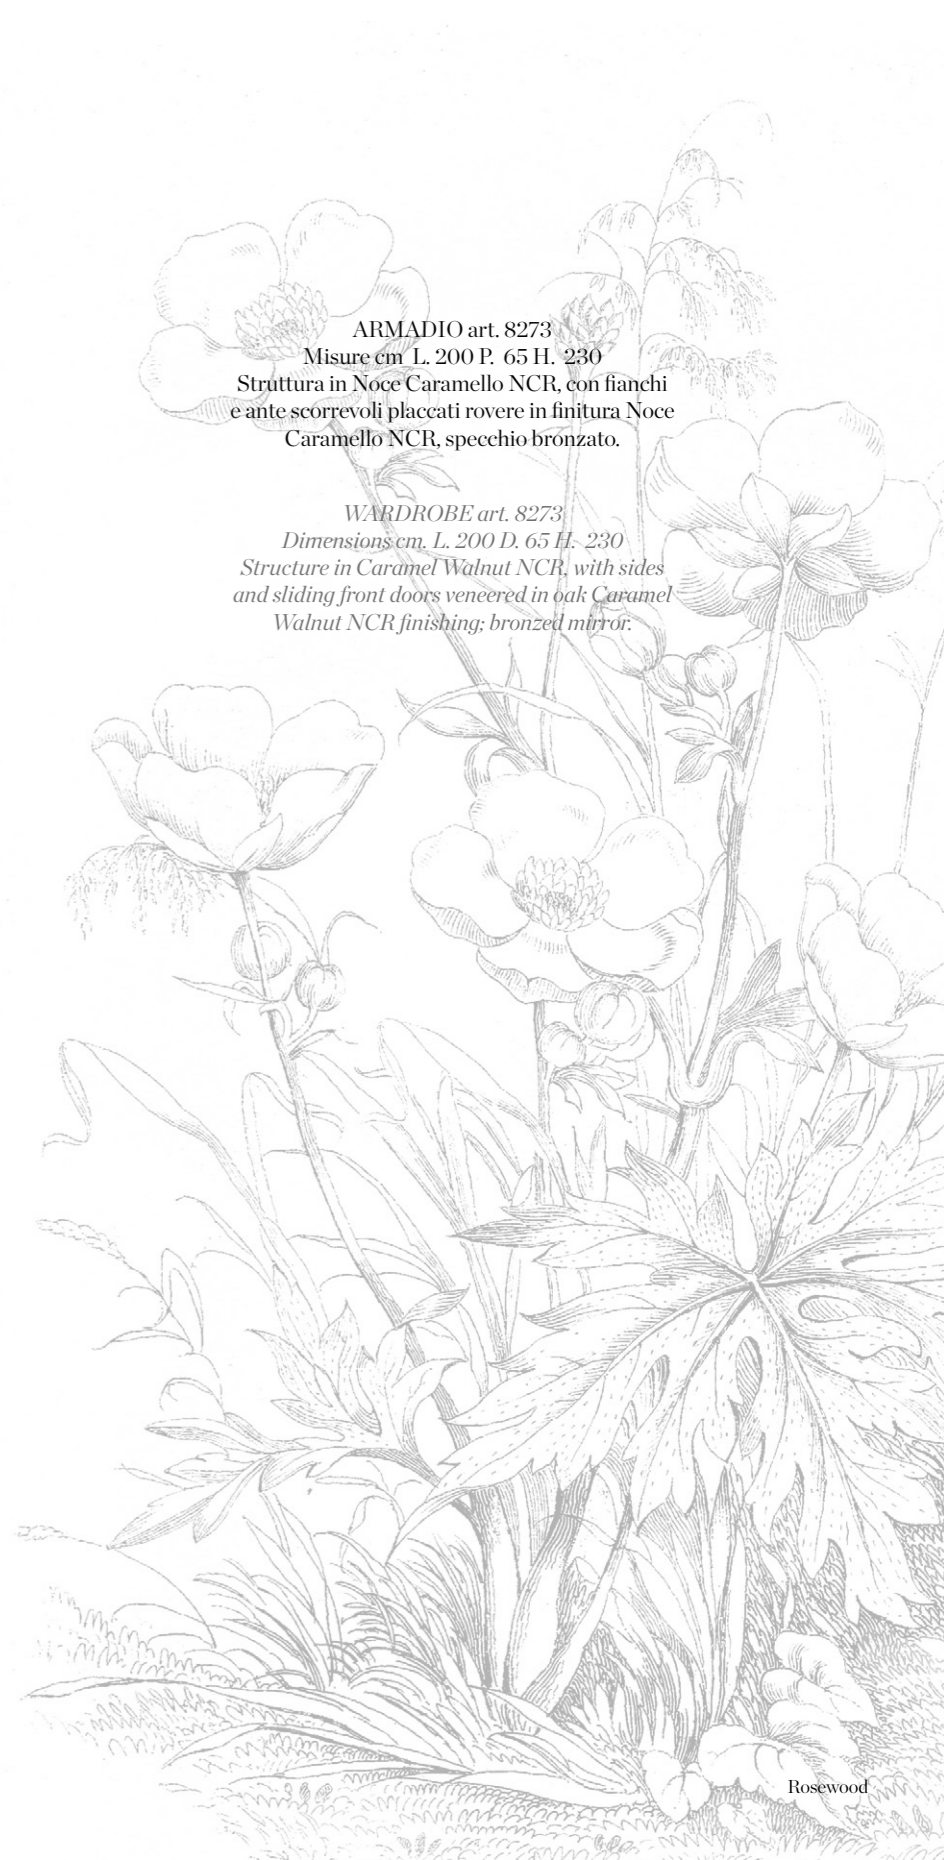 ARMADIO art. 8273
Misure cm L. 200 P. 65 H. 230
Struttura in Noce Caramello NCR, con fianchi
e ante scorrevoli placcati rovere in finitura Noce
Caramello NCR, specchio bronzato.
WARDROBE art. 8273
Dimensions cm. L. 200 D. 65 H. 230
Structure in Caramel Walnut NCR, with sides
and sliding front doors veneered in oak Caramel
Walnut NCR finishing; bronzed mirror.
Rosewood